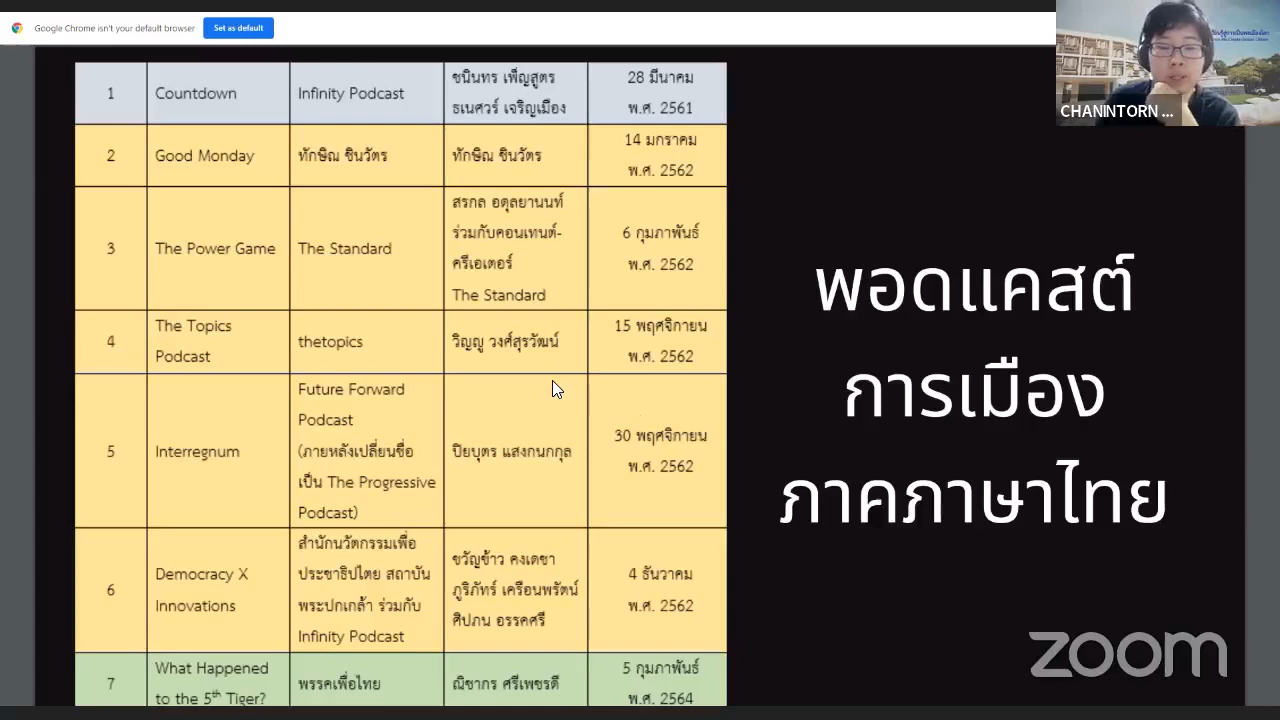 Google Chrome isn't your default browser
Set as default
CHANINTORN ...
1
Countdown
Infinity Podcast
ชนินทร เพ็ญสูตร
ธเนศวร์ เจริญเมือง
28 มีนาคม
พ.ศ. 2561
2
Good Monday
ทักษิณ ชินวัตร
ทักษิณ ชินวัตร
14 มกราคม
พ.ศ. 2562
3
The Power Game
The Standard
สรกล อดุลยานนท์
ร่วมกับคอนเทนต์-
ครีเอเตอร์
The Standard
6 กุมภาพันธ์
พ.ศ. 2562
4
The Topics
Podcast
thetopics
วิญญู วงศ์สุรวัฒน์
15 พฤศจิกายน
พ.ศ. 2562
5
Interregnum
Future Forward
Podcast
(ภายหลังเปลี่ยนชื่อ
เป็น The Progressive
Podcast)
ปิยบุตร แสงกนกกุล
30 พฤศจิกายน
พ.ศ. 2562
6
Democracy X
Innovations
สำนักนวัตกรรมเพื่อ
ประชาธิปไตย สถาบัน
พระปกเกล้า ร่วมกับ
Infinity Podcast
ขวัญข้าว คงเดชา
ภูริภัทร์ เครือนพรัตน์
ศิปภน อรรคศรี
4 ธันวาคม
พ.ศ. 2562
7
What Happened
to the 5th Tiger?
พรรคเพื่อไทย
ณิชากร ศรีเพชรดี
5 กุมภาพันธ์
พ.ศ. 2564
พอดแคสต์
การเมือง
ภาคภาษาไทย
zoom